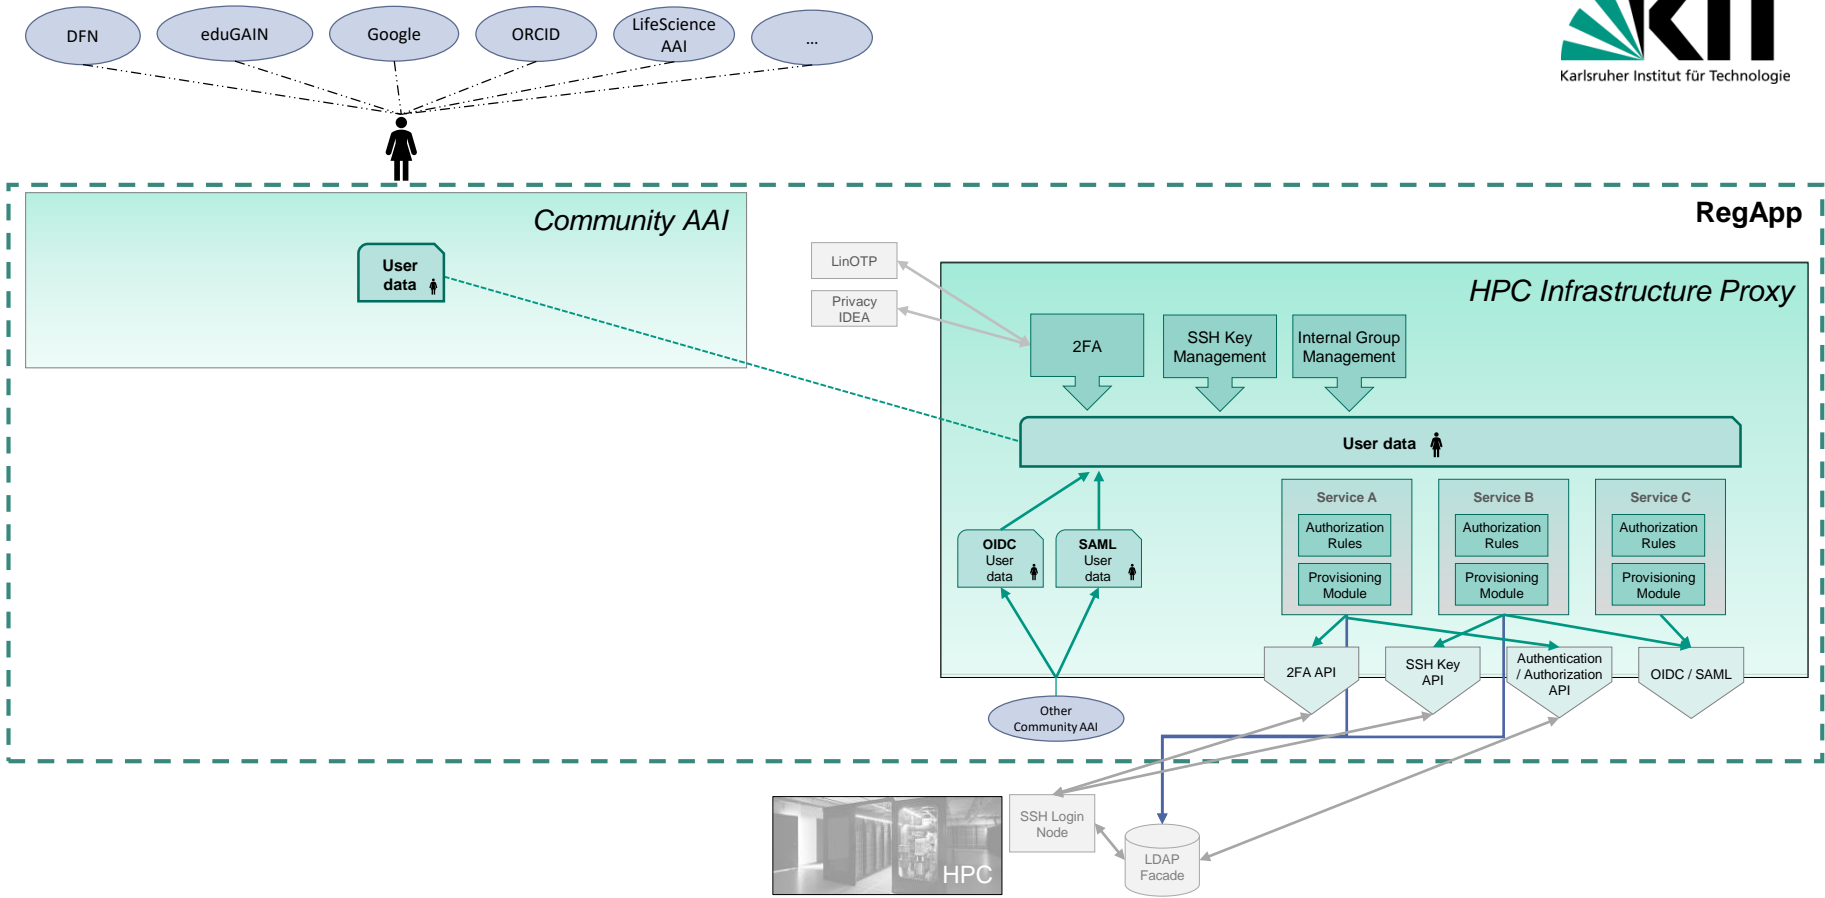 DFN
eduGAIN
Google
ORCID
LifeScience
AAI
...
KIT
Karlsruher Institut für Technologie
Community AAI
RegApp
User
data
LinOTP
Privacy
IDEA
HPC Infrastructure Proxy
2FA
SSH Key
Management
Internal Group
Management
User data
OIDC
User
data
SAML
User
data
Service A
Authorization
Rules
Provisioning
Module
Service B
Authorization
Rules
Provisioning
Module
Service C
Authorization
Rules
Provisioning
Module
2FA API
SSH Key
API
Authentication
/ Authorization
API
OIDC / SAML
Other
Community AAI
HPC
SSH Login
Node
LDAP
Facade